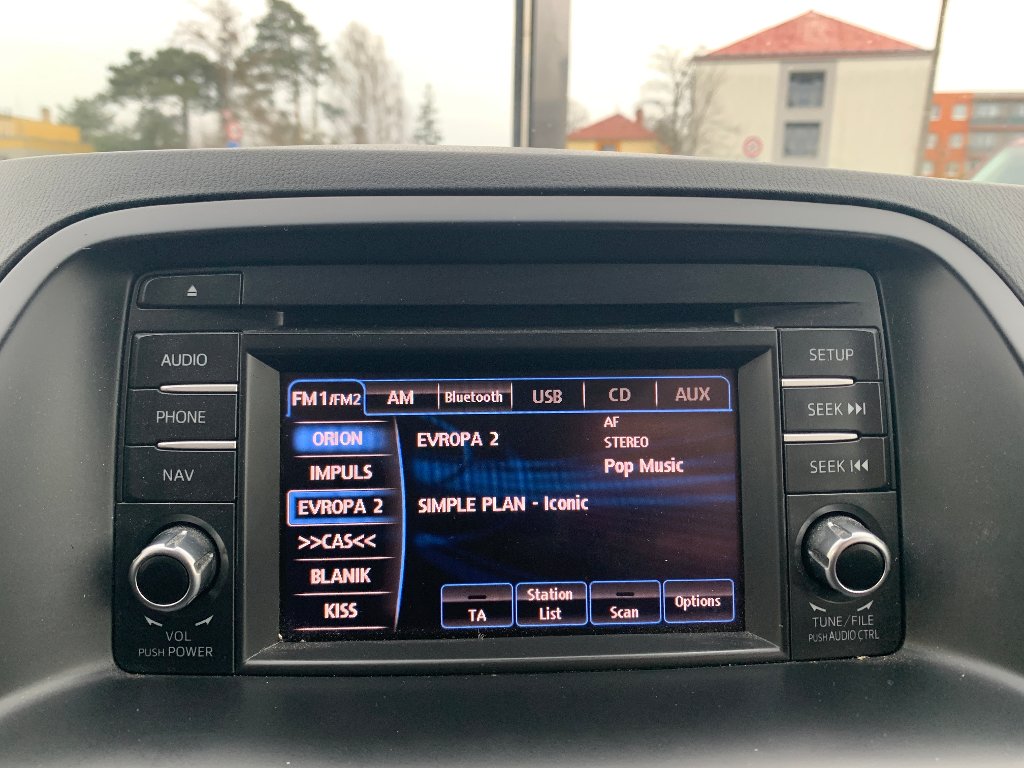 AUDIO
PHONE
NAV
VOL
PUSH POWER
FM1/FM2 AM Bluetooth USB CD AUX
ORION
IMPULS
EVROPA 2
>>CAS<<
BLANIK
KISS
EVROPA 2
AF
STEREO
Pop Music
SIMPLE PLAN - Iconic
TA
Station List
Scan
Options
SETUP
SEEK
SEEK
TUNE/FILE
PUSH AUDIO CTRL